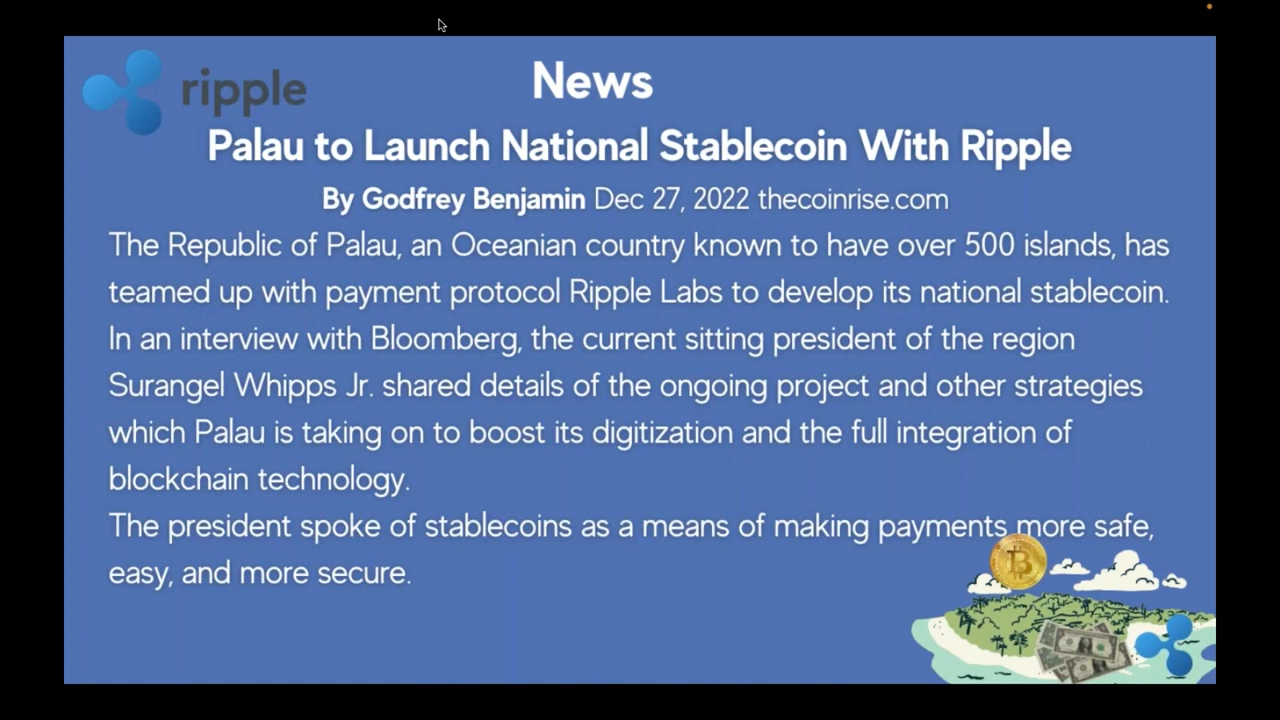 ripple
News
Palau to Launch National Stablecoin With Ripple
By Godfrey Benjamin Dec 27, 2022 thecoinrise.com
The Republic of Palau, an Oceanian country known to have over 500 islands, has
teamed up with payment protocol Ripple Labs to develop its national stablecoin.
In an interview with Bloomberg, the current sitting president of the region
Surangel Whipps Jr. shared details of the ongoing project and other strategies
which Palau is taking on to boost its digitization and the full integration of
blockchain technology.
The president spoke of stablecoins as a means of making payments more safe,
easy, and more secure.